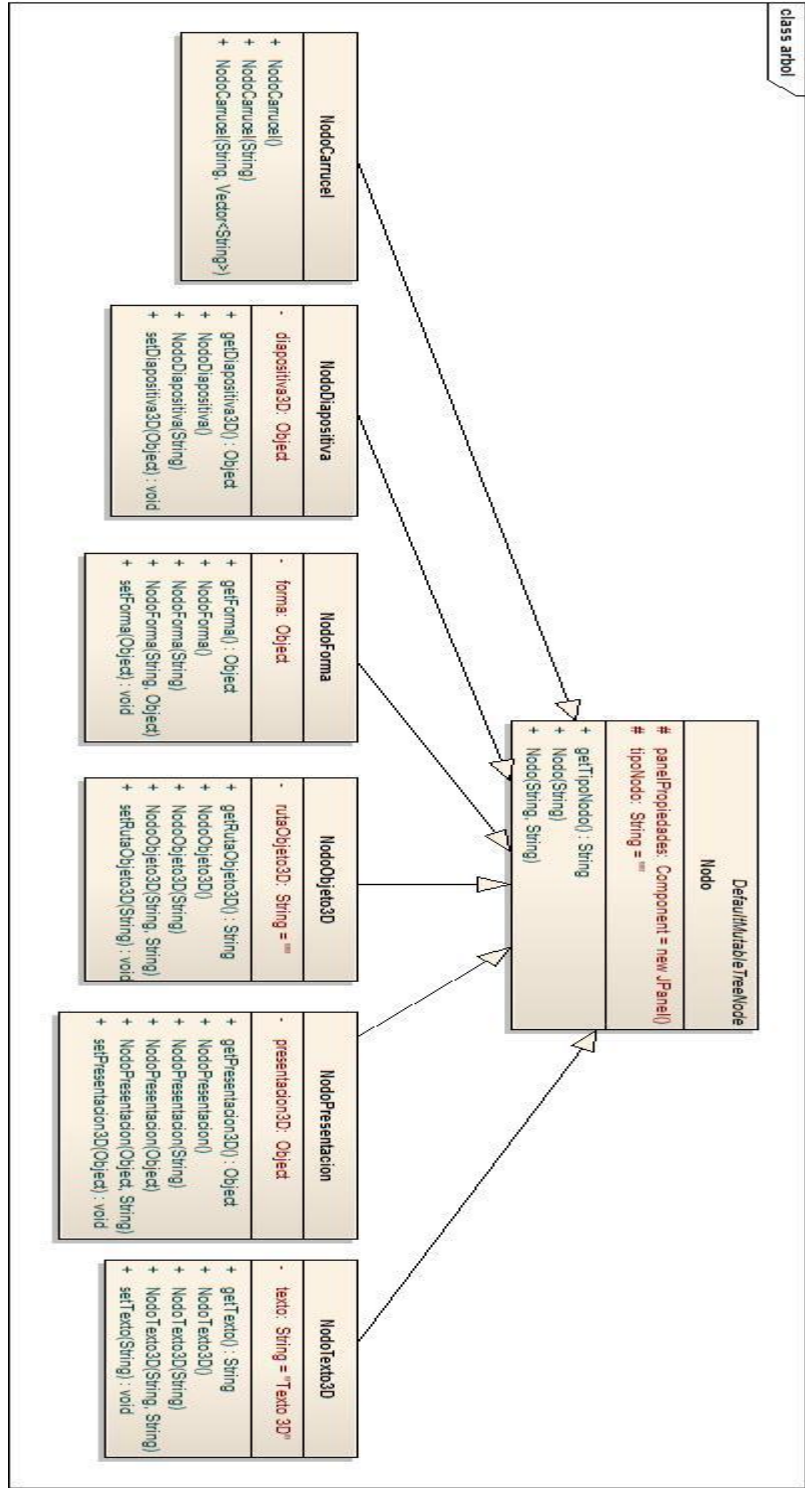 class arbol
DefaultMutableTreeNode
Nodo
# panelPropiedades: Component = new JPanel()
# tipoNodo: String = ""
+ getTipoNodo() : String
+ Nodo(String)
+ Nodo(String, String)
NodoCarrucel
+ NodoCarrucel()
+ NodoCarrucel(String)
+ NodoCarrucel(String, Vector<String>)
NodoDiapositiva
- diapositiva3D: Object
+ getDiapositiva3D() : Object
+ NodoDiapositiva()
+ NodoDiapositiva(String)
+ setDiapositiva3D(Object) : void
NodoForma
- forma: Object
+ getForma() : Object
+ NodoForma()
+ NodoForma(String)
+ NodoForma(String, Object)
+ setForma(Object) : void
NodoObjeto3D
- rutaObjeto3D: String = ""
+ getRutaObjeto3D() : String
+ NodoObjeto3D()
+ NodoObjeto3D(String)
+ NodoObjeto3D(String, String)
+ setRutaObjeto3D(String) : void
NodoPresentacion
- presentacion3D: Object
+ getPresentacion3D() : Object
+ NodoPresentacion()
+ NodoPresentacion(String)
+ NodoPresentacion(Object)
+ NodoPresentacion(Object, String)
+ setPresentacion3D(Object) : void
NodoTexto3D
- texto: String = "Texto 3D"
+ getTexto() : String
+ NodoTexto3D()
+ NodoTexto3D(String)
+ NodoTexto3D(String, String)
+ setTexto(String) : void